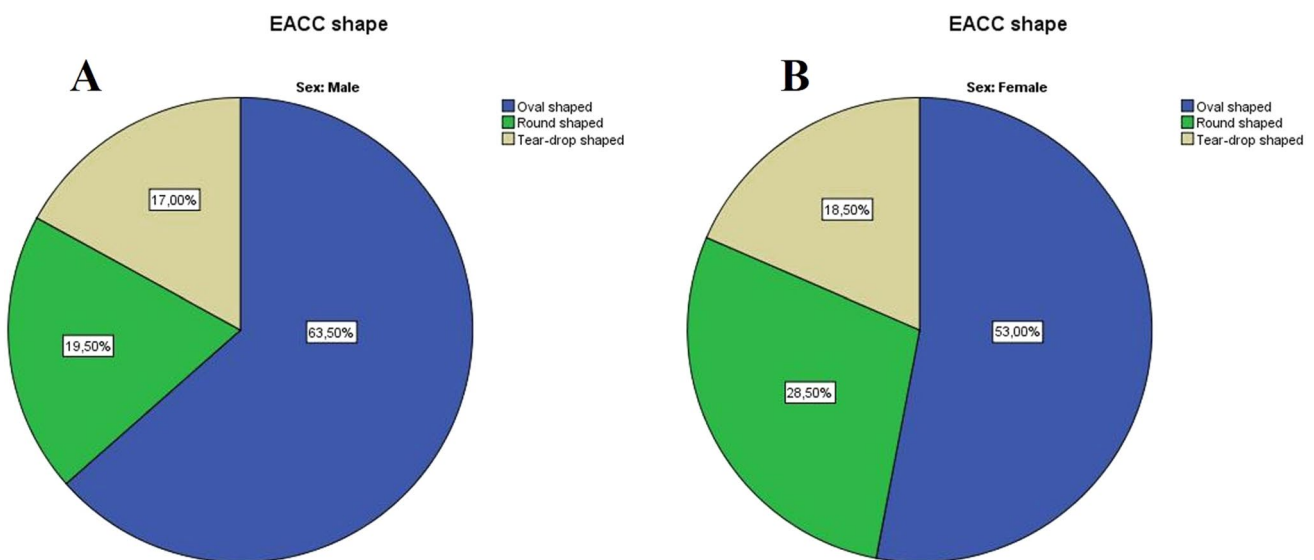 EACC shape
A
Sex: Male
Oval shaped
Round shaped
Tear-drop shaped
17,00%
63,50%
19,50%
EACC shape
B
Sex: Female
Oval shaped
Round shaped
Tear-drop shaped
18,50%
53,00%
28,50%